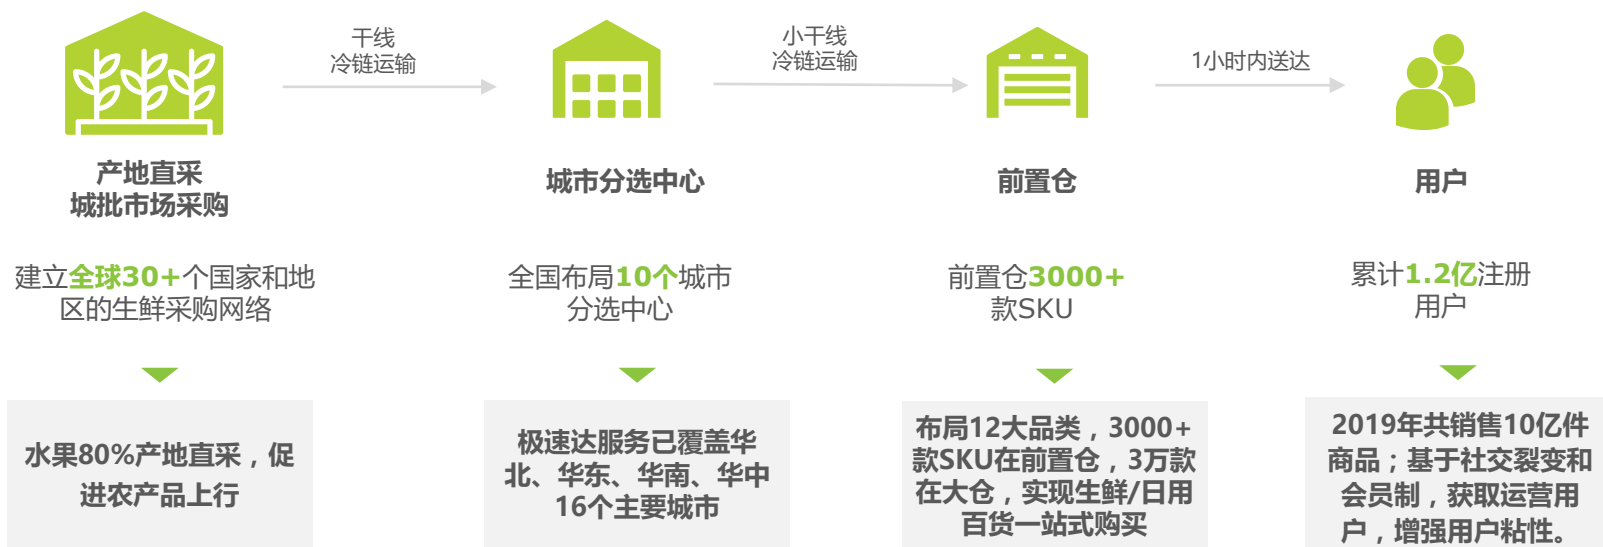 干线
冷链运输
小干线
冷链运输
1小时内送达
产地直采
城批市场采购
城市分选中心
前置仓
用户
建立全球30+个国家和地
区的生鲜采购网络
全国布局10个城市
分选中心
前置仓3000+
款SKU
累计1.2亿注册
用户
水果80%产地直采，促
进农产品上行
极速达服务已覆盖华
北、华东、华南、华中
16个主要城市
布局12大品类，3000+
款SKU在前置仓，3万款
在大仓，实现生鲜/日用
百货一站式购买
2019年共销售10亿件
商品；基于社交裂变和
会员制，获取运营用
户，增强用户粘性。